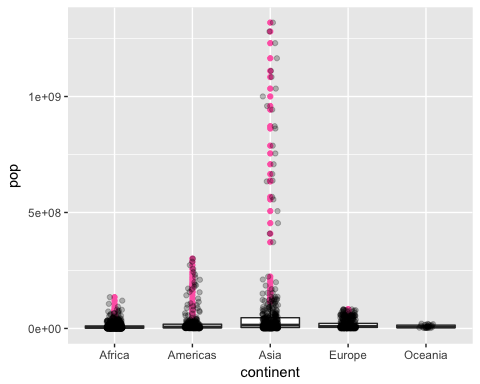 1e+09
5e+08
0e+00
pop
Africa Americas Asia Europe Oceania
continent